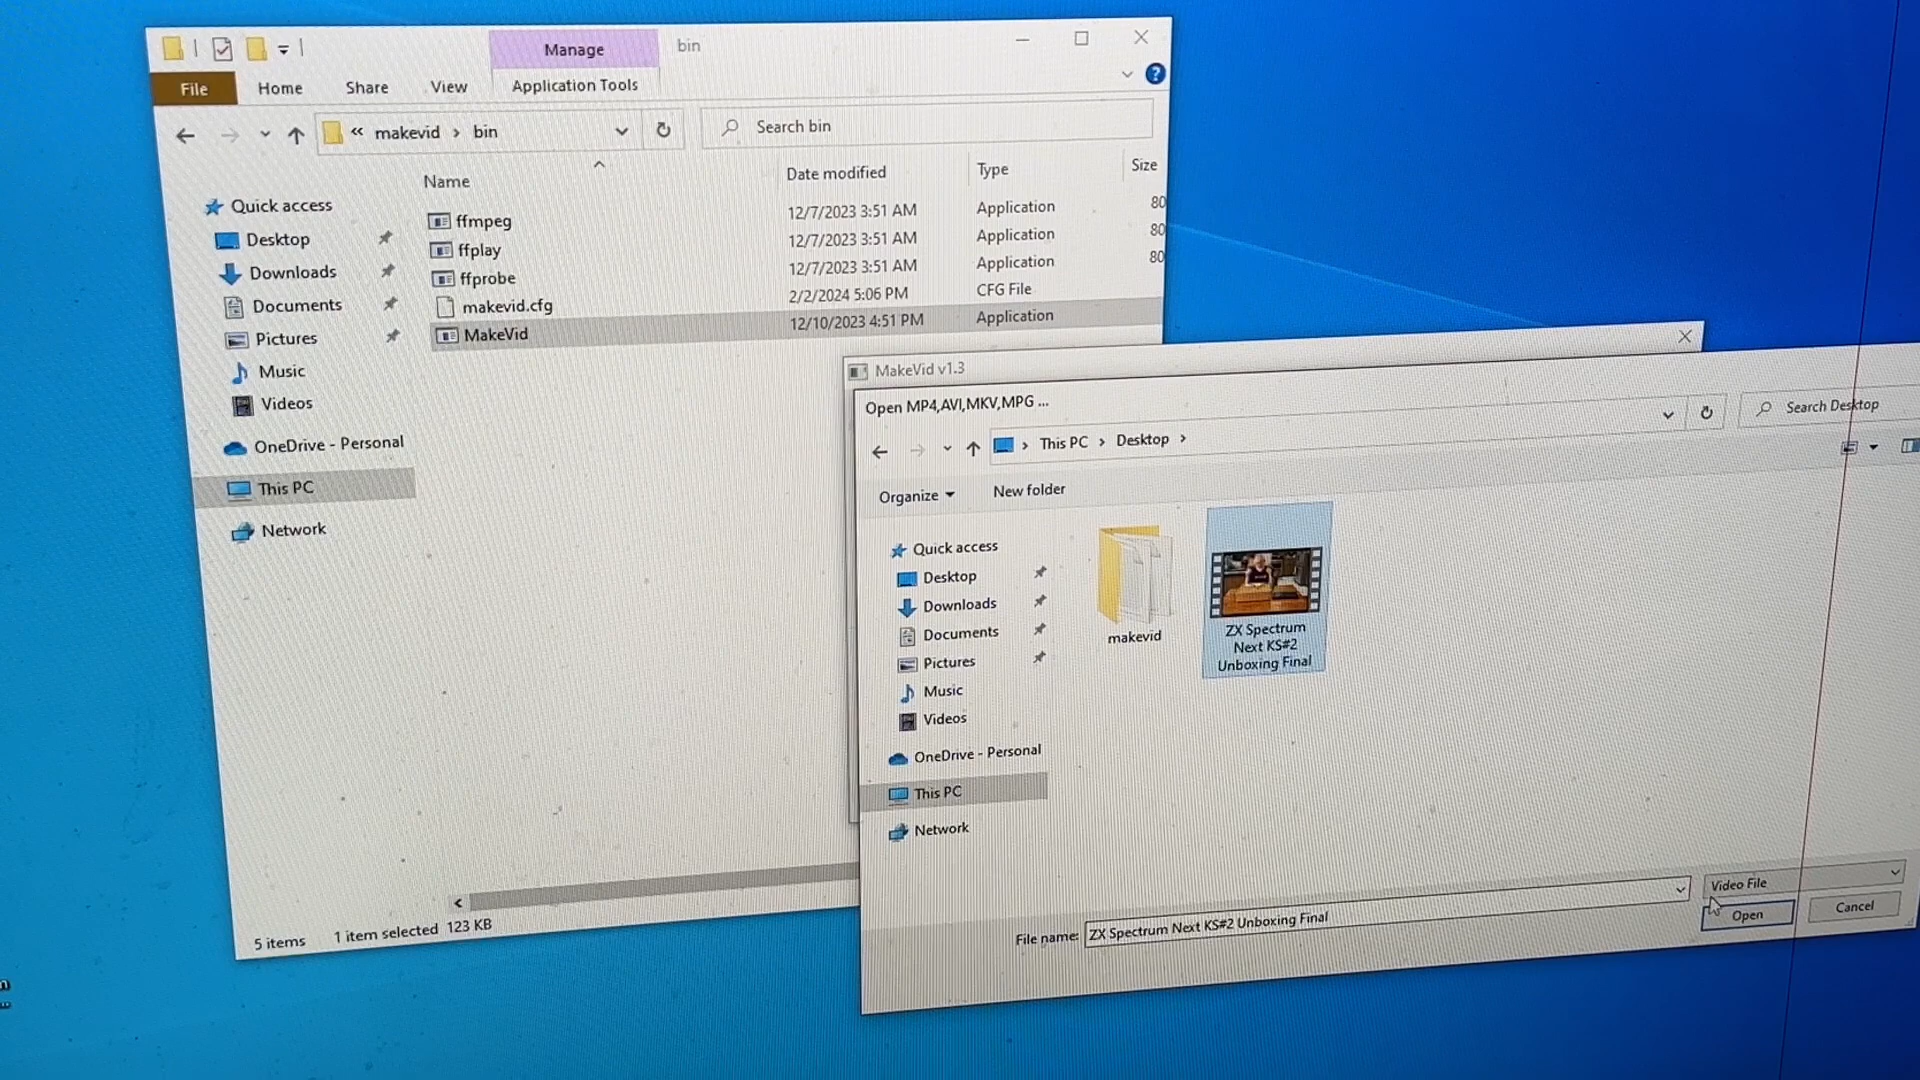 Manage
bin
File
Home
Share
View
Application Tools
« makevid > bin
Search bin
Name
Date modified
Type
Size
ffmpeg
12/7/2023 3:51 AM
Application
80
ffplay
12/7/2023 3:51 AM
Application
80
ffprobe
12/7/2023 3:51 AM
Application
80
makevid.cfg
2/2/2024 5:06 PM
CFG File
MakeVid
12/10/2023 4:51 PM
Application
Quick access
Desktop
Downloads
Documents
Pictures
Music
Videos
OneDrive - Personal
This PC
Network
5 items
1 item selected 123 KB
MakeVid v1.3
Open MP4,AVI,MKV,MPG ...
> This PC > Desktop >
Search Desktop
Organize
New folder
Quick access
Desktop
Downloads
Documents
Pictures
Music
Videos
OneDrive - Personal
This PC
Network
makevid
ZX Spectrum
Next KS#2
Unboxing Final
File name:
ZX Spectrum Next KS#2 Unboxing Final
Video File
Open
Cancel